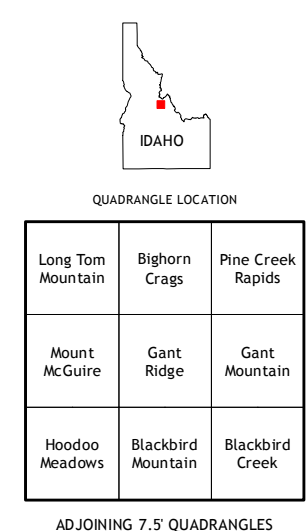 IDAHO
QUADRANGLE LOCATION
Long Tom
Mountain
Bighorn
Crags
Pine Creek
Rapids
Mount
McGuire
Gant
Ridge
Gant
Mountain
Hoodoo
Meadows
Blackbird
Mountain
Blackbird
Creek
ADJOINING 7.5' QUADRANGLES